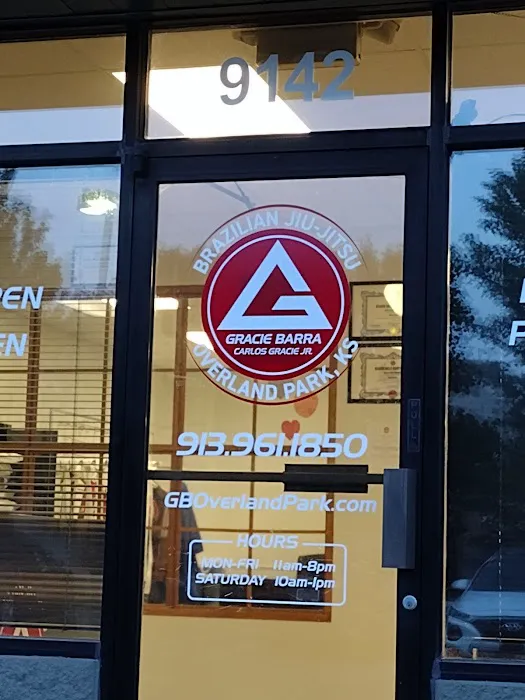 9142
BRAZILIAN JIU-JITSU
GRACIE BARRA
CARLOS GRACIE JR.
OVERLAND PARK, KS
PULL
913.961.1850
GBOverlandPark.com
HOURS
MON-FRI 11am-8pm
SATURDAY 10am-1pm